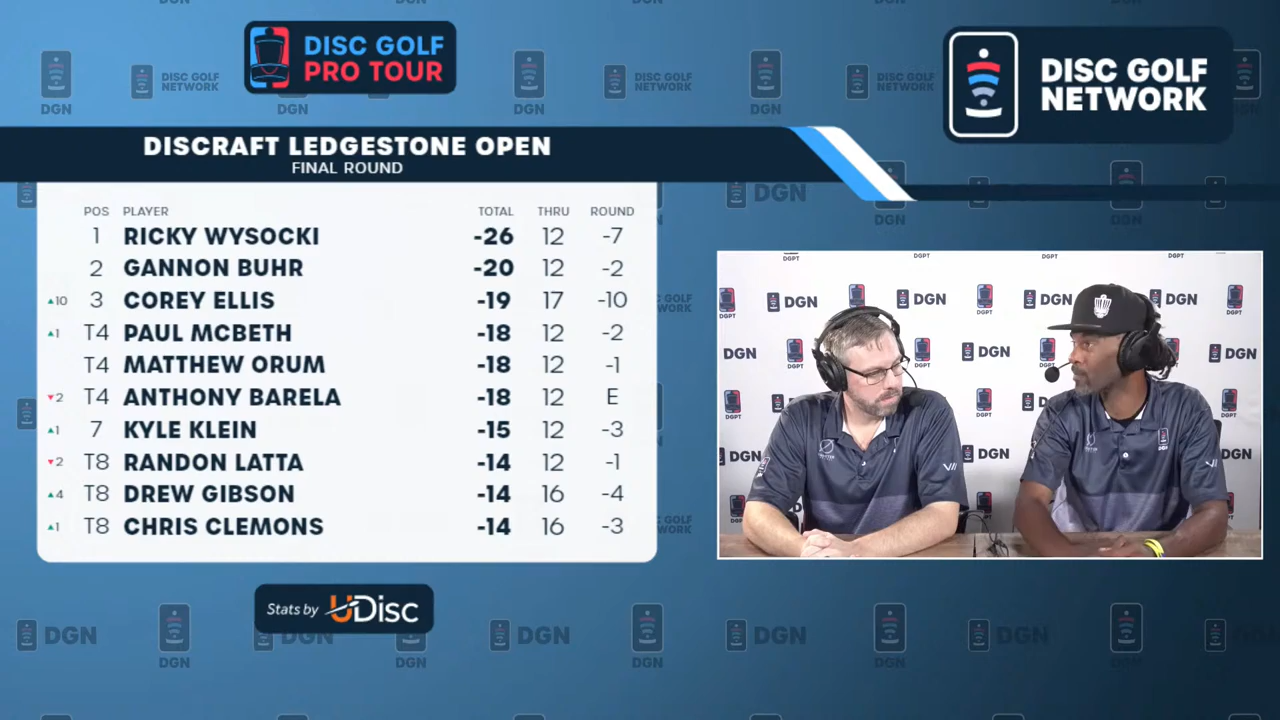 DISC GOLF
PRO TOUR
DISC GOLF
NETWORK
DISCRAFT LEDGESTONE OPEN
FINAL ROUND
POS PLAYER TOTAL THRU ROUND
1 RICKY WYSOCKI -26 12 -7
2 GANNON BUHR -20 12 -2
▲10 3 COREY ELLIS -19 17 -10
▲1 T4 PAUL MCBETH -18 12 -2
T4 MATTHEW ORUM -18 12 -1
▼2 T4 ANTHONY BARELA -18 12 E
▲1 7 KYLE KLEIN -15 12 -3
▼2 T8 RANDON LATTA -14 12 -1
▲4 T8 DREW GIBSON -14 16 -4
▲1 T8 CHRIS CLEMONS -14 16 -3
Stats by UDisc
DGN
DGPT